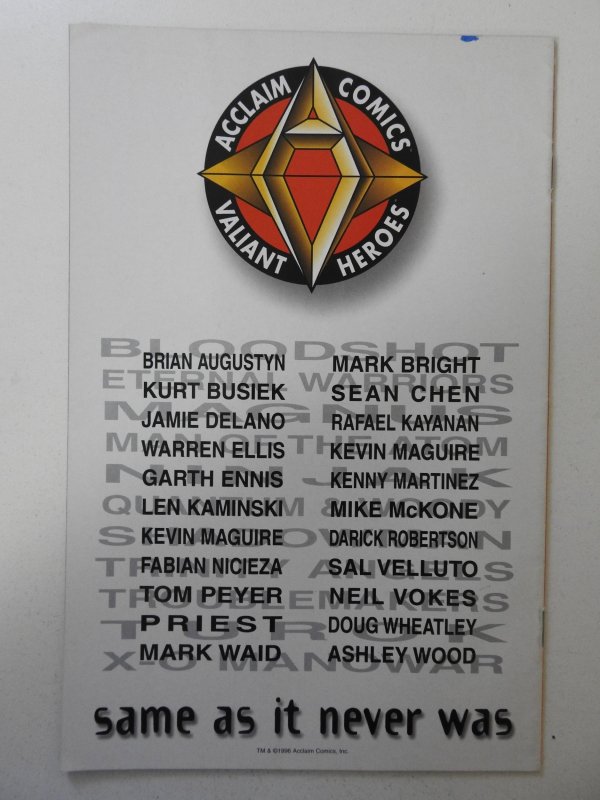 ACCLAIM COMICS
VALIANT HEROES
BLOODSHOT
BRIAN AUGUSTYN MARK BRIGHT
ETERNAL WARRIORS
KURT BUSIEK SEAN CHEN
MAGNUS
JAMIE DELANO RAFAEL KAYANAN
MAN OF THE ATOM
WARREN ELLIS KEVIN MAGUIRE
NINJAK
GARTH ENNIS KENNY MARTINEZ
QUANTUM & WOODY
LEN KAMINSKI MIKE McKONE
SHADOWMAN
KEVIN MAGUIRE DARICK ROBERTSON
TRINITY ANGELS
FABIAN NICIEZA SAL VELLUTO
TROUBLEMAKERS
TOM PEYER NEIL VOKES
TUROK
PRIEST DOUG WHEATLEY
X-O MANOWAR
MARK WAID ASHLEY WOOD
same as it never was
TM & ©1996 Acclaim Comics, Inc.